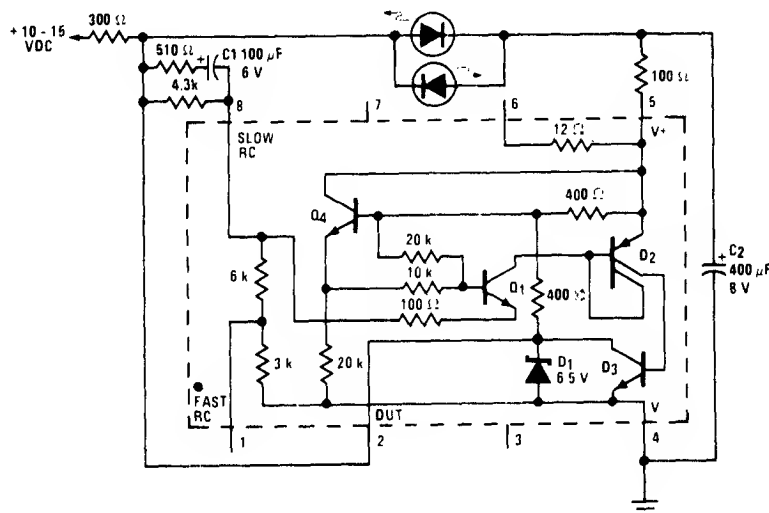 + 10 - 15
VDC
300 Ω
510 Ω
+
C1 100 µF
6 V
4.3k
8
7
6
5
100 Ω
12 Ω
V+
SLOW
RC
Q4
400 Ω
20 k
10k
100 Ω
Q1
400 Ω
D2
+
C2
400 µF
8 V
6 k
3 k
20k
D1
6 5 V
D3
FAST
RC
OUT
V
1
2
3
4